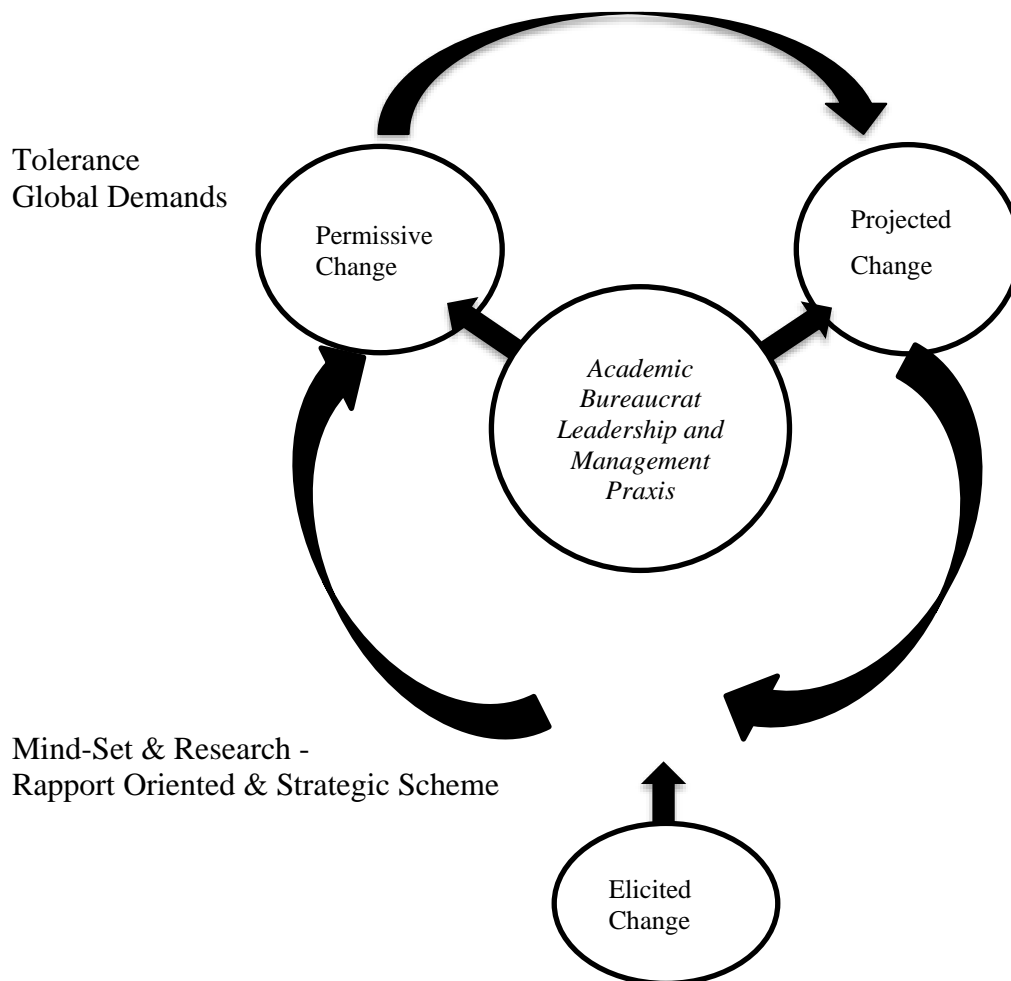 Tolerance
Global Demands
Permissive
Change
Projected
Change
Academic
Bureaucrat
Leadership and
Management
Praxis
Mind-Set & Research -
Rapport Oriented & Strategic Scheme
Elicited
Change